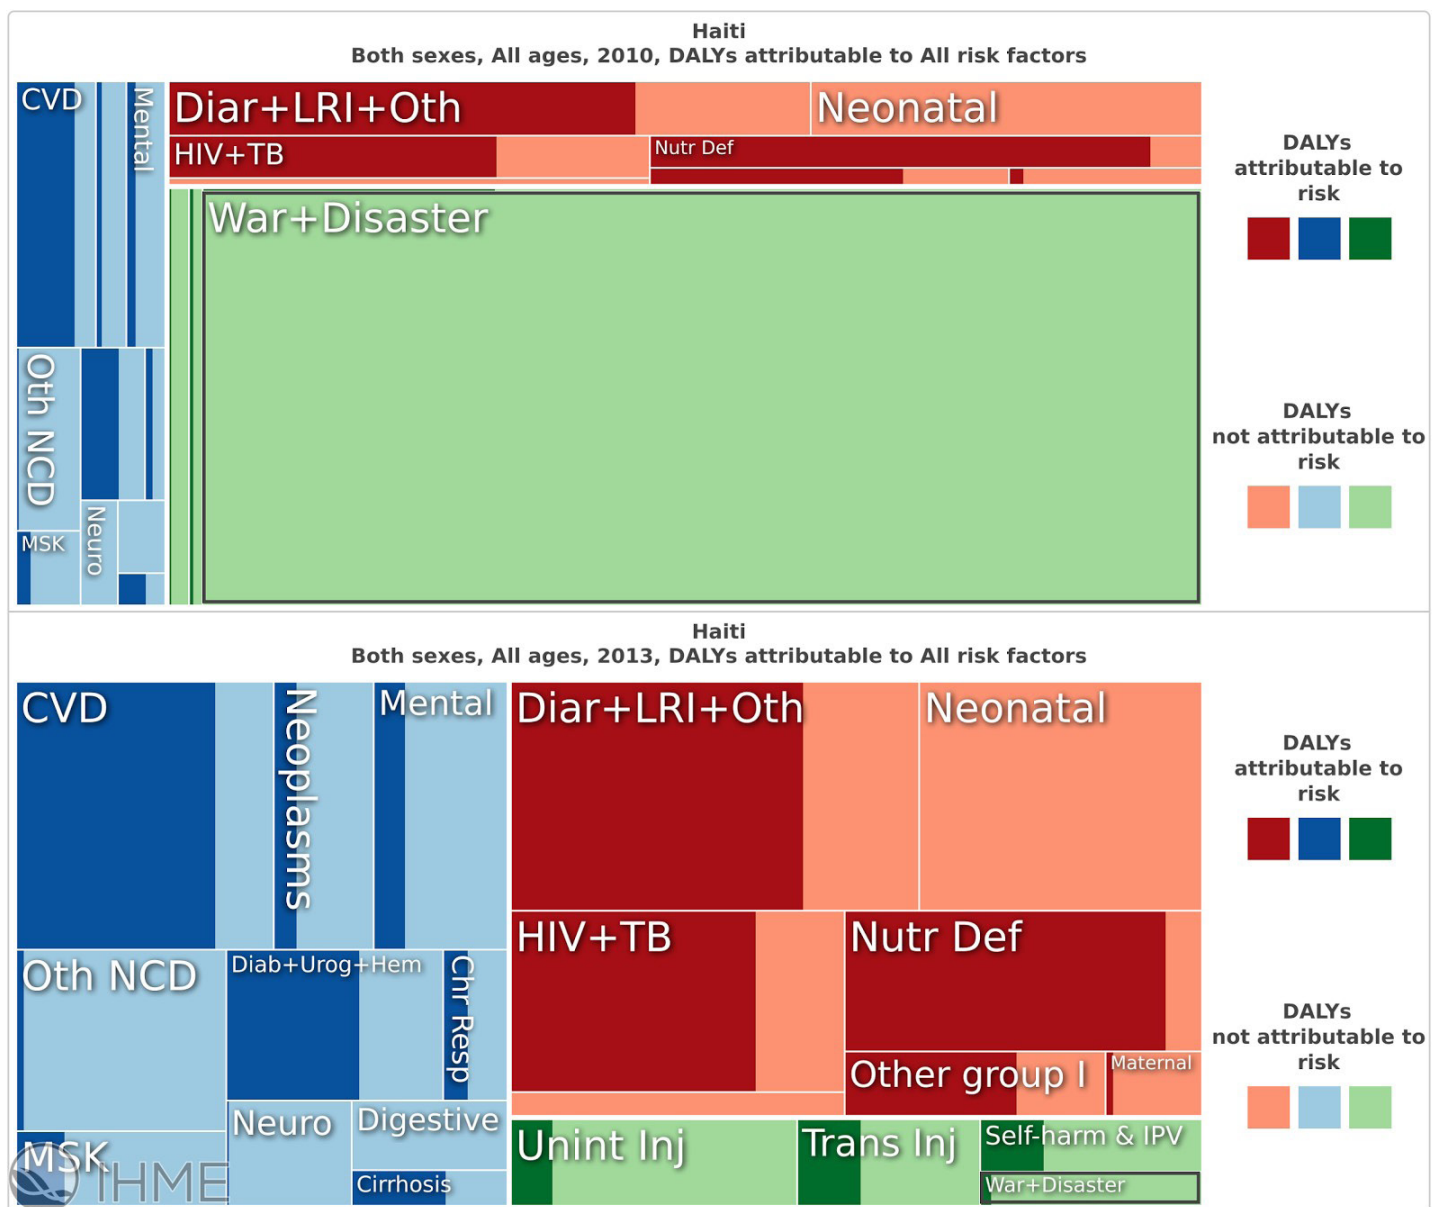 Haiti
Both sexes, All ages, 2010, DALYs attributable to All risk factors
CVD
Mental
Diar+LRI+Oth
Neonatal
HIV+TB
Nutr Def
War+Disaster
Oth NCD
MSK
Neuro
DALYs
attributable to
risk
DALYs
not attributable to
risk
Haiti
Both sexes, All ages, 2013, DALYs attributable to All risk factors
CVD
Neoplasms
Mental
Diar+LRI+Oth
Neonatal
HIV+TB
Nutr Def
Oth NCD
Diab+Urog+Hem
Chr Resp
Other group I
Maternal
Neuro
Digestive
MSK
Cirrhosis
Unint Inj
Trans Inj
Self-harm & IPV
War+Disaster
IHME
DALYs
attributable to
risk
DALYs
not attributable to
risk